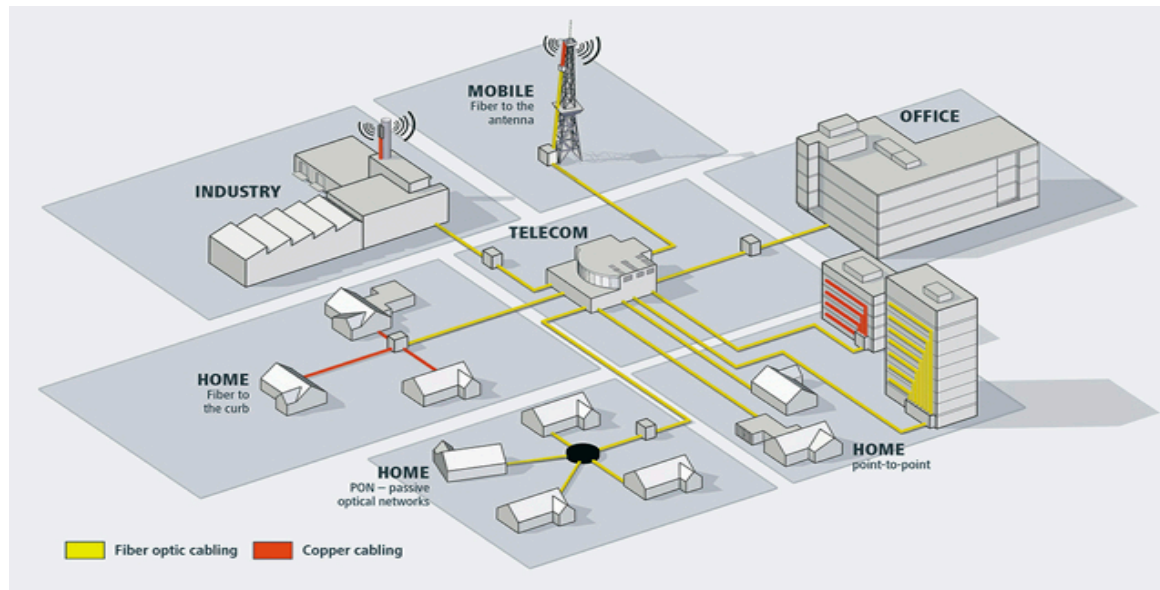 MOBILE
Fiber to the
antenna
OFFICE
INDUSTRY
TELECOM
HOME
Fiber to
the curb
HOME
PON – passive
optical networks
HOME
point-to-point
Fiber optic cabling
Copper cabling